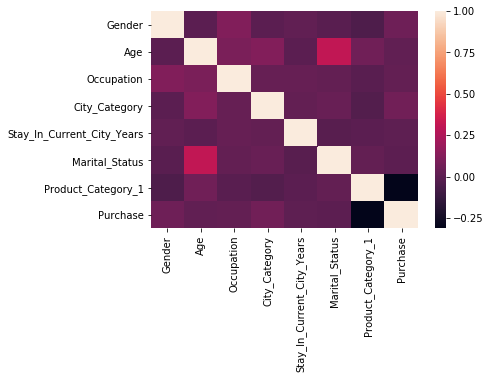 Gender
Age
Occupation
City_Category
Stay_In_Current_City_Years
Marital_Status
Product_Category_1
Purchase
Gender
Age
Occupation
City_Category
Stay_In_Current_City_Years
Marital_Status
Product_Category_1
Purchase
1.00
0.75
0.50
0.25
0.00
−0.25